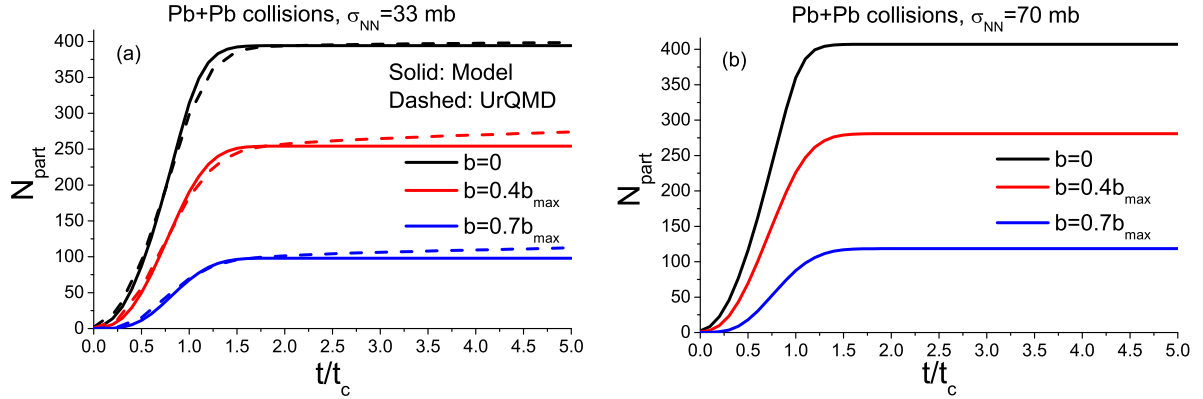 Pb+Pb collisions, σNN=33 mb
(a)
Solid: Model
Dashed: UrQMD
b=0
b=0.4bmax
b=0.7bmax
Npart
400
350
300
250
200
150
100
50
0
0.0 0.5 1.0 1.5 2.0 2.5 3.0 3.5 4.0 4.5 5.0
t/tc
Pb+Pb collisions, σNN=70 mb
(b)
b=0
b=0.4bmax
b=0.7bmax
Npart
400
350
300
250
200
150
100
50
0
0.0 0.5 1.0 1.5 2.0 2.5 3.0 3.5 4.0 4.5 5.0
t/tc